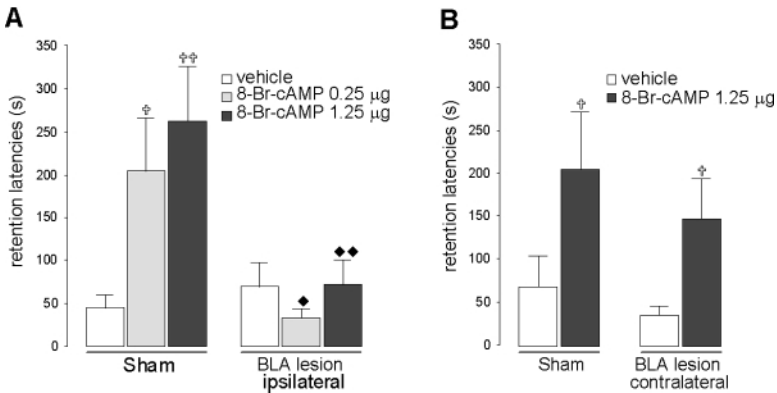 A
retention latencies (s)
350
300
250
200
150
100
50
0
✞
✞✞
vehicle
8-Br-cAMP 0.25 μg
8-Br-cAMP 1.25 μg
◆
◆◆
Sham
BLA lesion
ipsilateral
B
retention latencies (s)
350
300
250
200
150
100
50
0
vehicle
8-Br-cAMP 1.25 μg
✞
✞
Sham
BLA lesion
contralateral